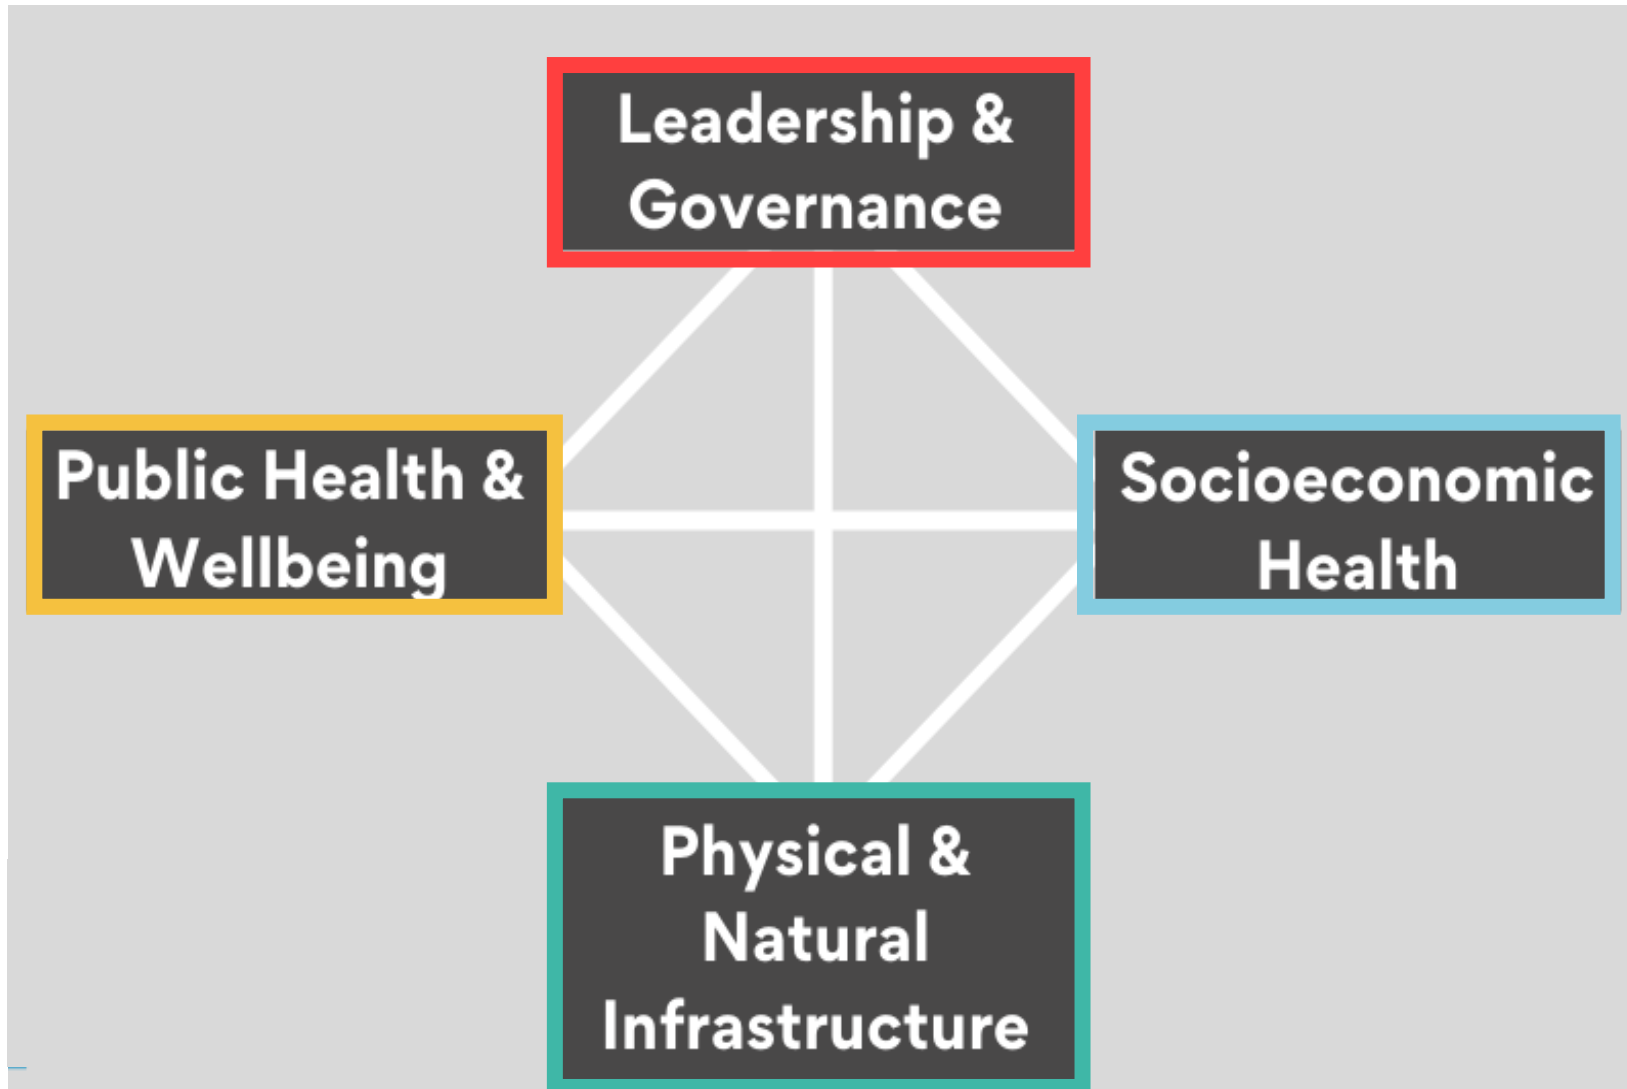 Leadership &
Governance
Public Health &
Wellbeing
Socioeconomic
Health
Physical &
Natural
Infrastructure